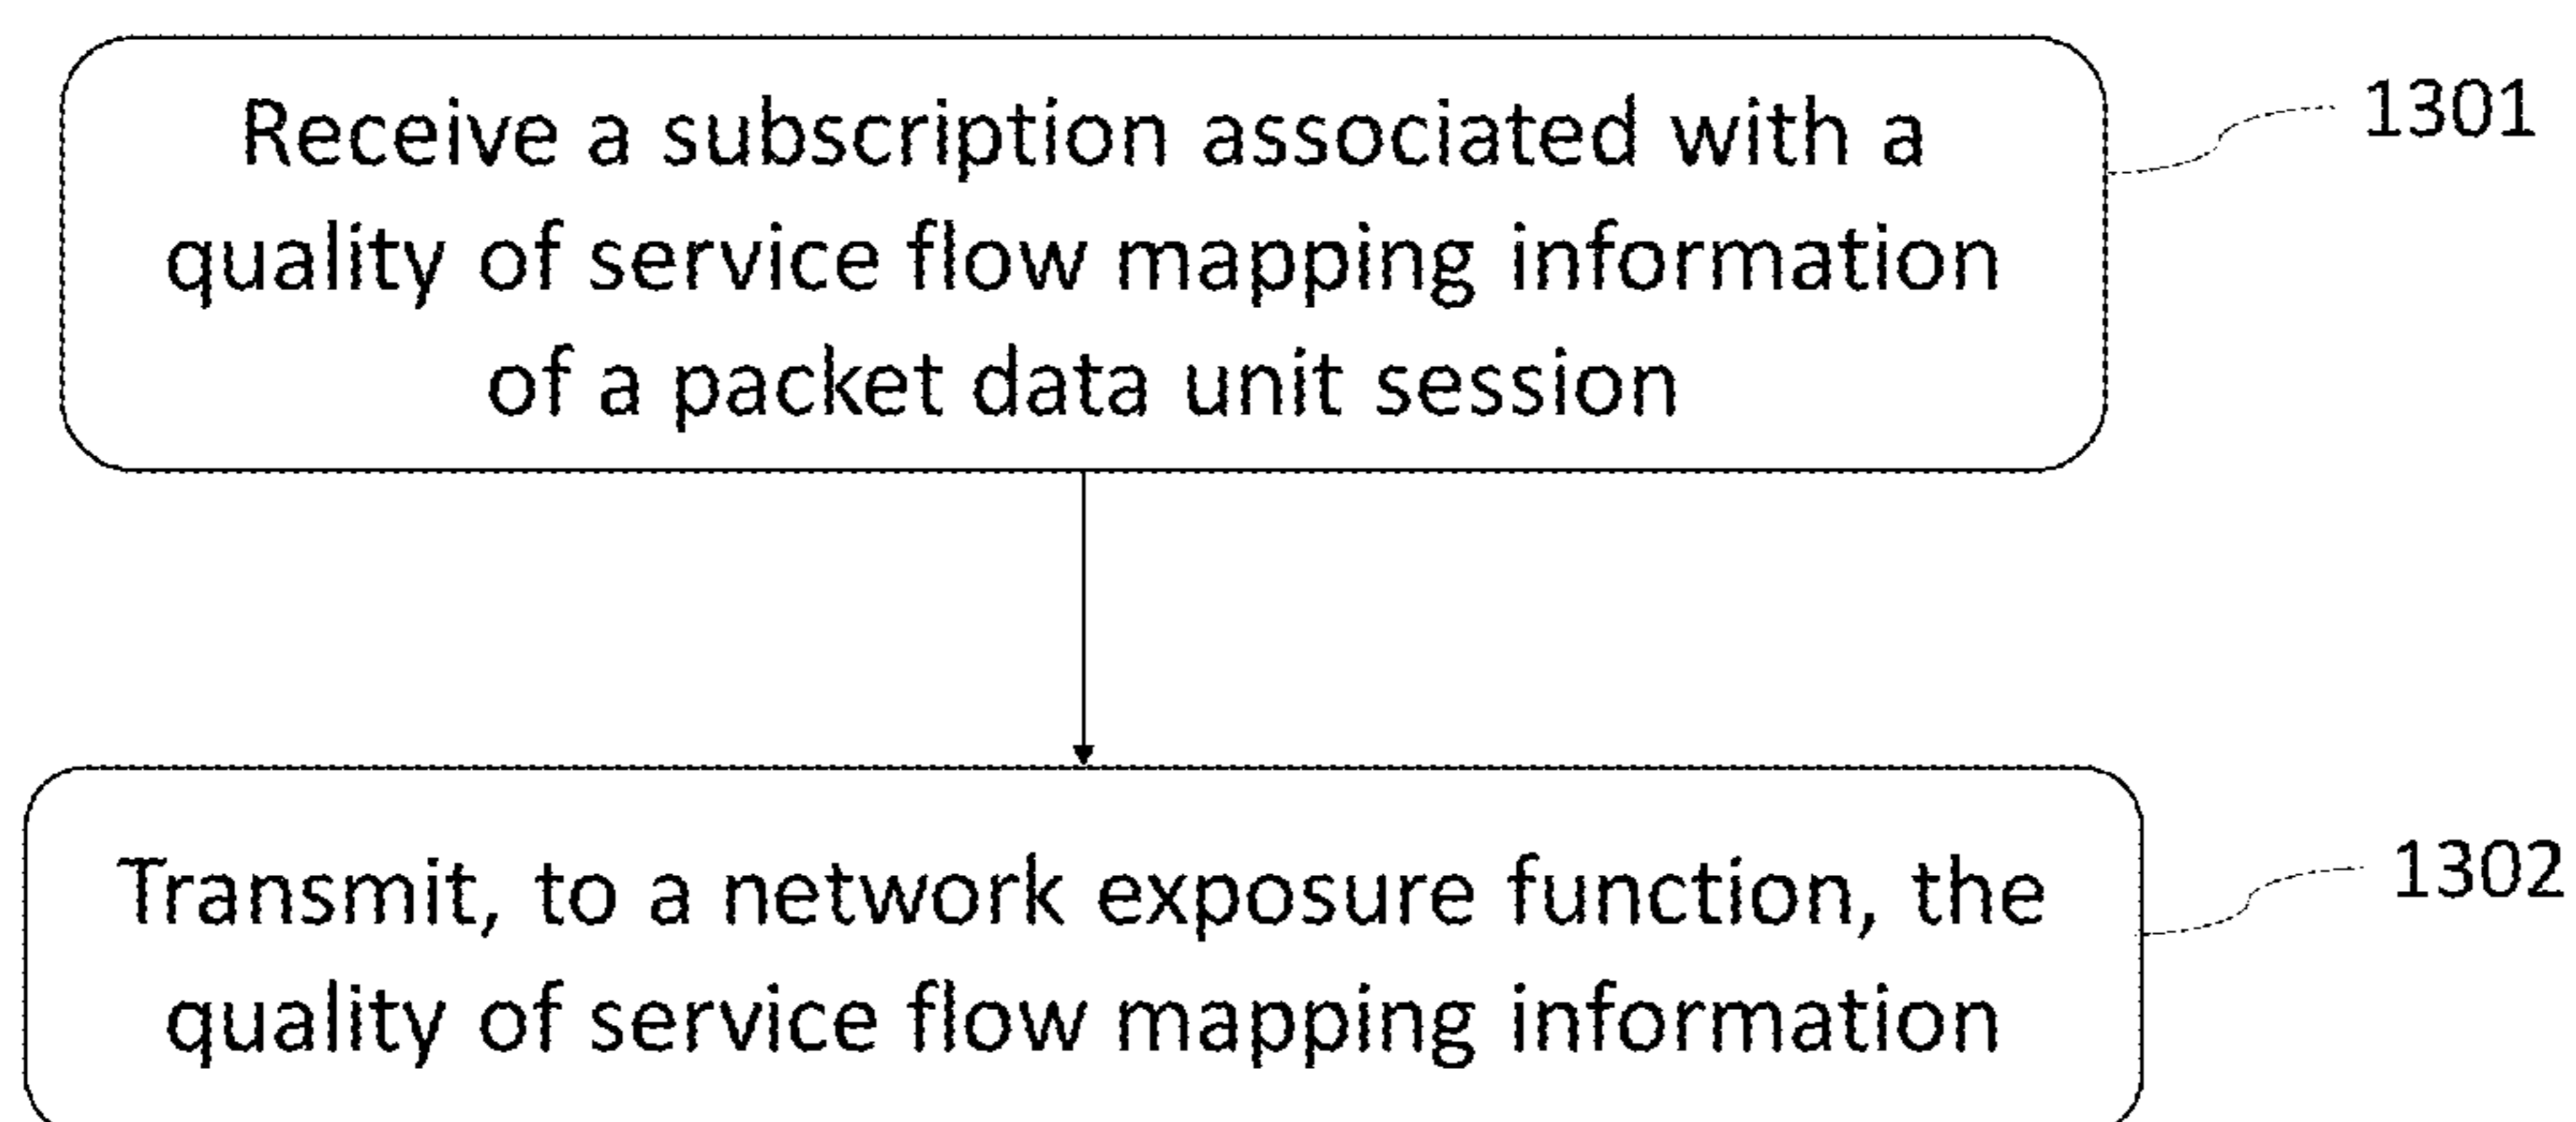 Receive a subscription associated with a
quality of service flow mapping information
of a packet data unit session
1301
Transmit, to a network exposure function, the
quality of service flow mapping information
1302